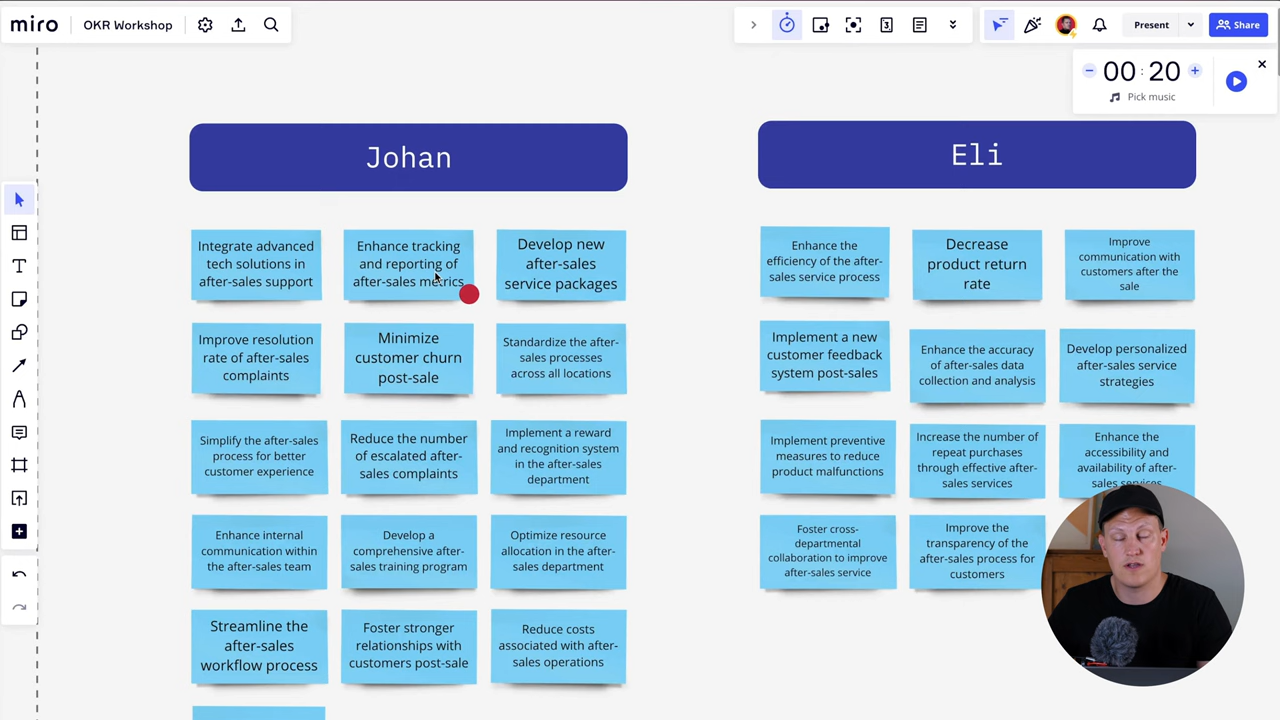 miro
OKR Workshop
3
Present
Share
00 : 20
Pick music
Johan
Eli
Integrate advanced
tech solutions in
after-sales support
Enhance tracking
and reporting of
after-sales metrics
Develop new
after-sales
service packages
Improve resolution
rate of after-sales
complaints
Minimize
customer churn
post-sale
Standardize the after-
sales processes
across all locations
Simplify the after-sales
process for better
customer experience
Reduce the number
of escalated after-
sales complaints
Implement a reward
and recognition system
in the after-sales
department
Enhance internal
communication within
the after-sales team
Develop a
comprehensive after-
sales training program
Optimize resource
allocation in the after-
sales department
Streamline the
after-sales
workflow process
Foster stronger
relationships with
customers post-sale
Reduce costs
associated with after-
sales operations
Enhance the
efficiency of the after-
sales service process
Decrease
product return
rate
Improve
communication with
customers after the
sale
Implement a new
customer feedback
system post-sales
Enhance the accuracy
of after-sales data
collection and analysis
Develop personalized
after-sales service
strategies
Implement preventive
measures to reduce
product malfunctions
Increase the number of
repeat purchases
through effective after-
sales services
Enhance the
accessibility and
availability of after-
sales services
Foster cross-
departmental
collaboration to improve
after-sales service
Improve the
transparency of the
after-sales process for
customers